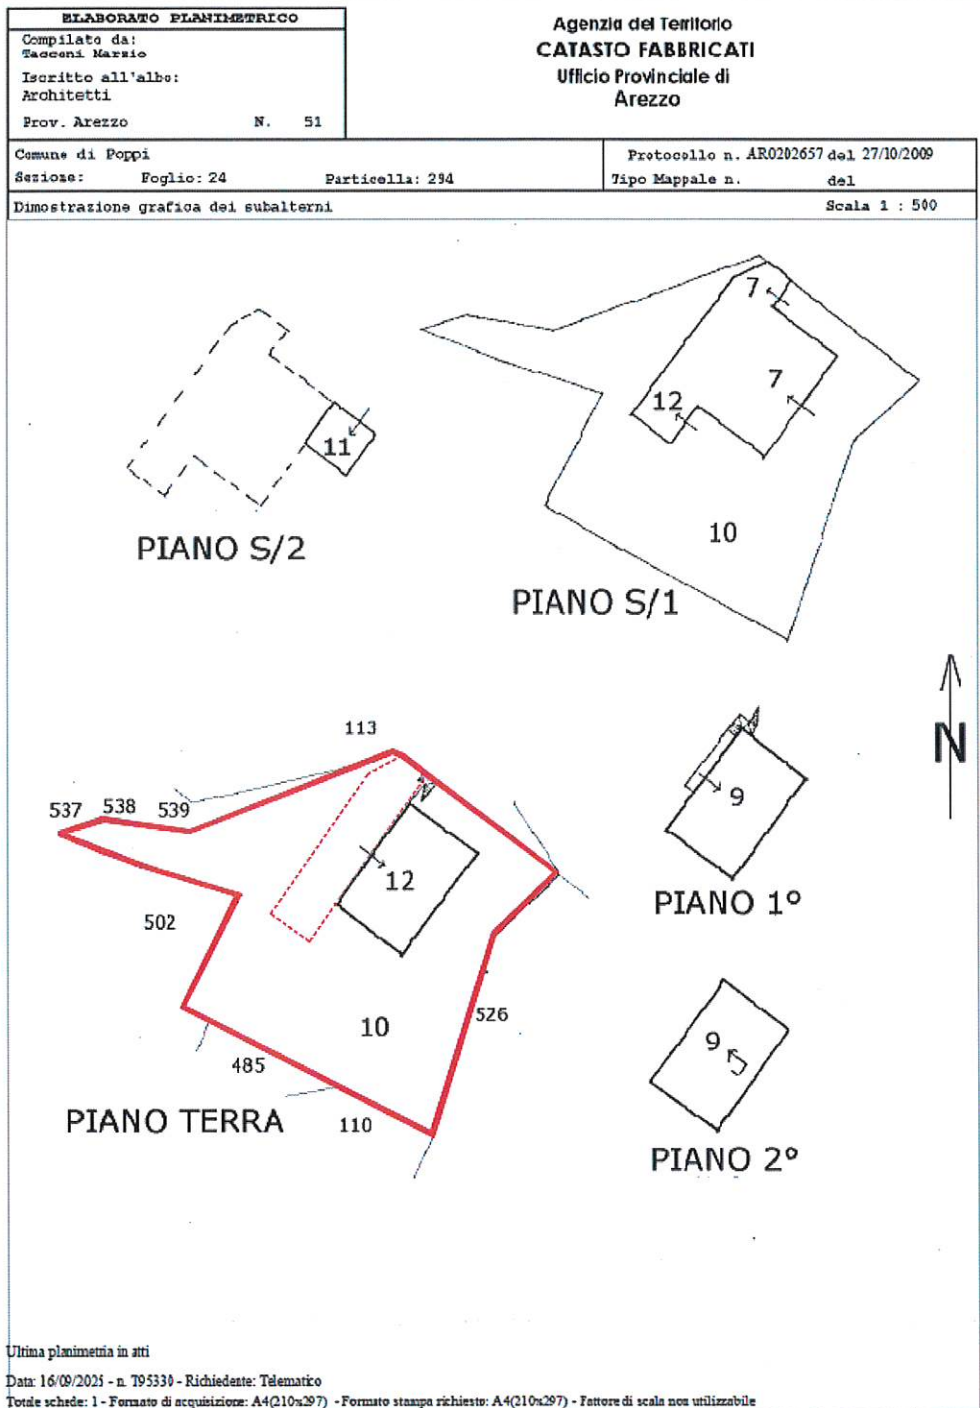 ELABORATO PLANIMETRICO
Compilato da:
Tacconi Marzio
Iscritto all'albo:
Architetti
Prov. Arezzo N. 51
Agenzia del Territorio
CATASTO FABBRICATI
Ufficio Provinciale di
Arezzo
Comune di Poppi
Sezione: Foglio: 24 Particella: 294
Protocollo n. AR0202657 del 27/10/2009
Tipo Mappale n. del
Dimostrazione grafica dei subalterni Scala 1 : 500
7
7
12
11
10
PIANO S/2
PIANO S/1
N
113
537 538 539
9
12
PIANO 1°
502
526
10
9
485
110
PIANO TERRA
PIANO 2°
Ultima planimetria in atti
Data: 16/09/2025 - n. T95330 - Richiedente: Telematico
Totale schede: 1 - Formato di acquisizione: A4(210x297) - Formato stampa richiesto: A4(210x297) - Fattore di scala non utilizzabile